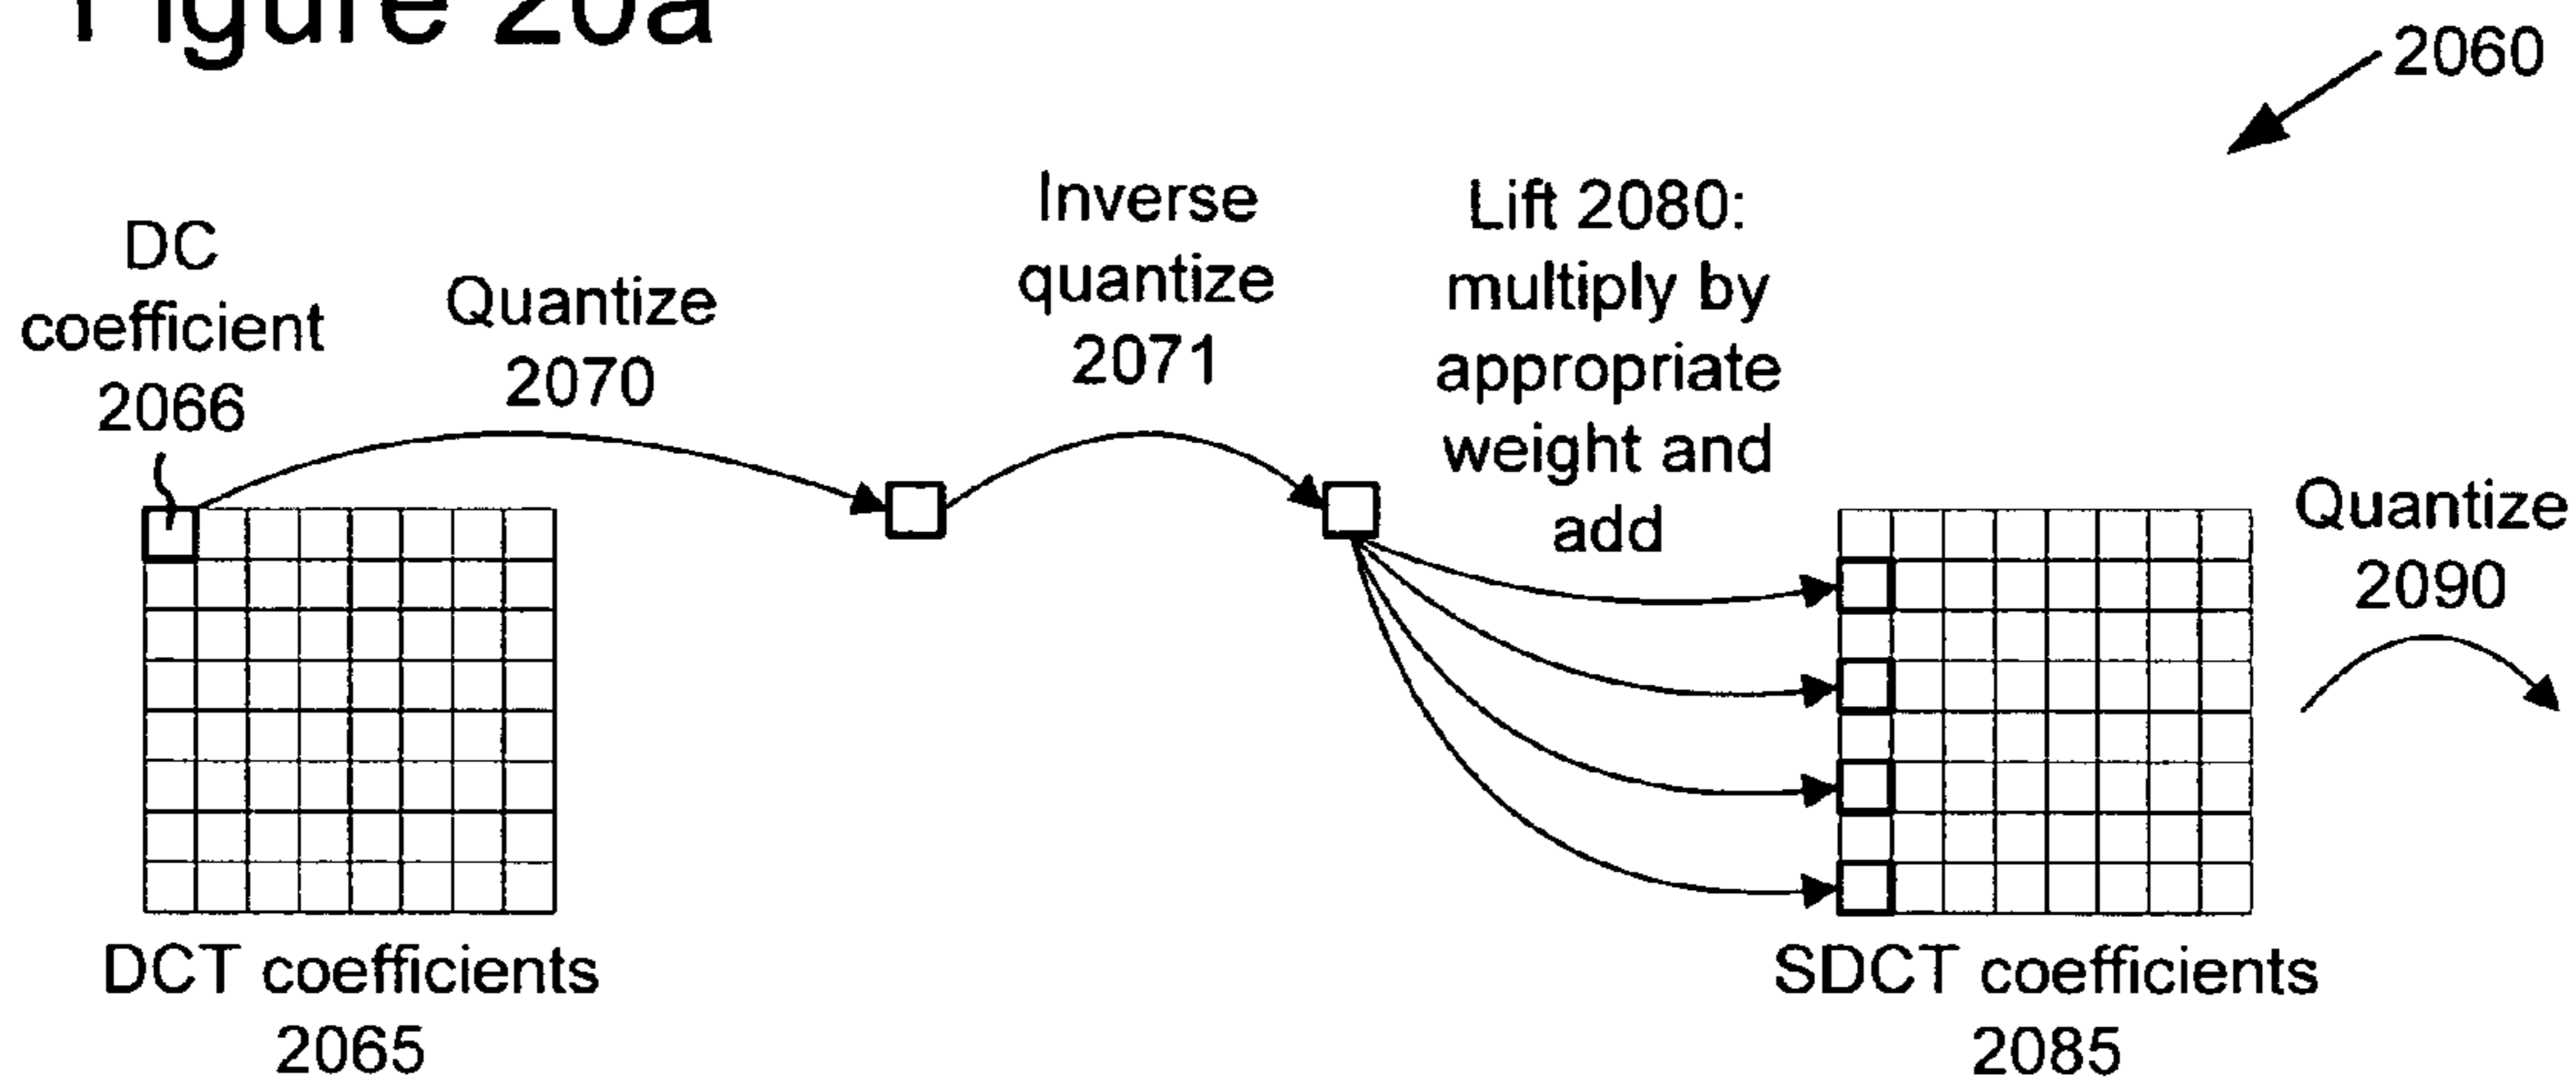 Figure 20a
2060
DC
coefficient
2066
Quantize
2070
Inverse
quantize
2071
Lift 2080:
multiply by
appropriate
weight and
add
Quantize
2090
DCT coefficients
2065
SDCT coefficients
2085